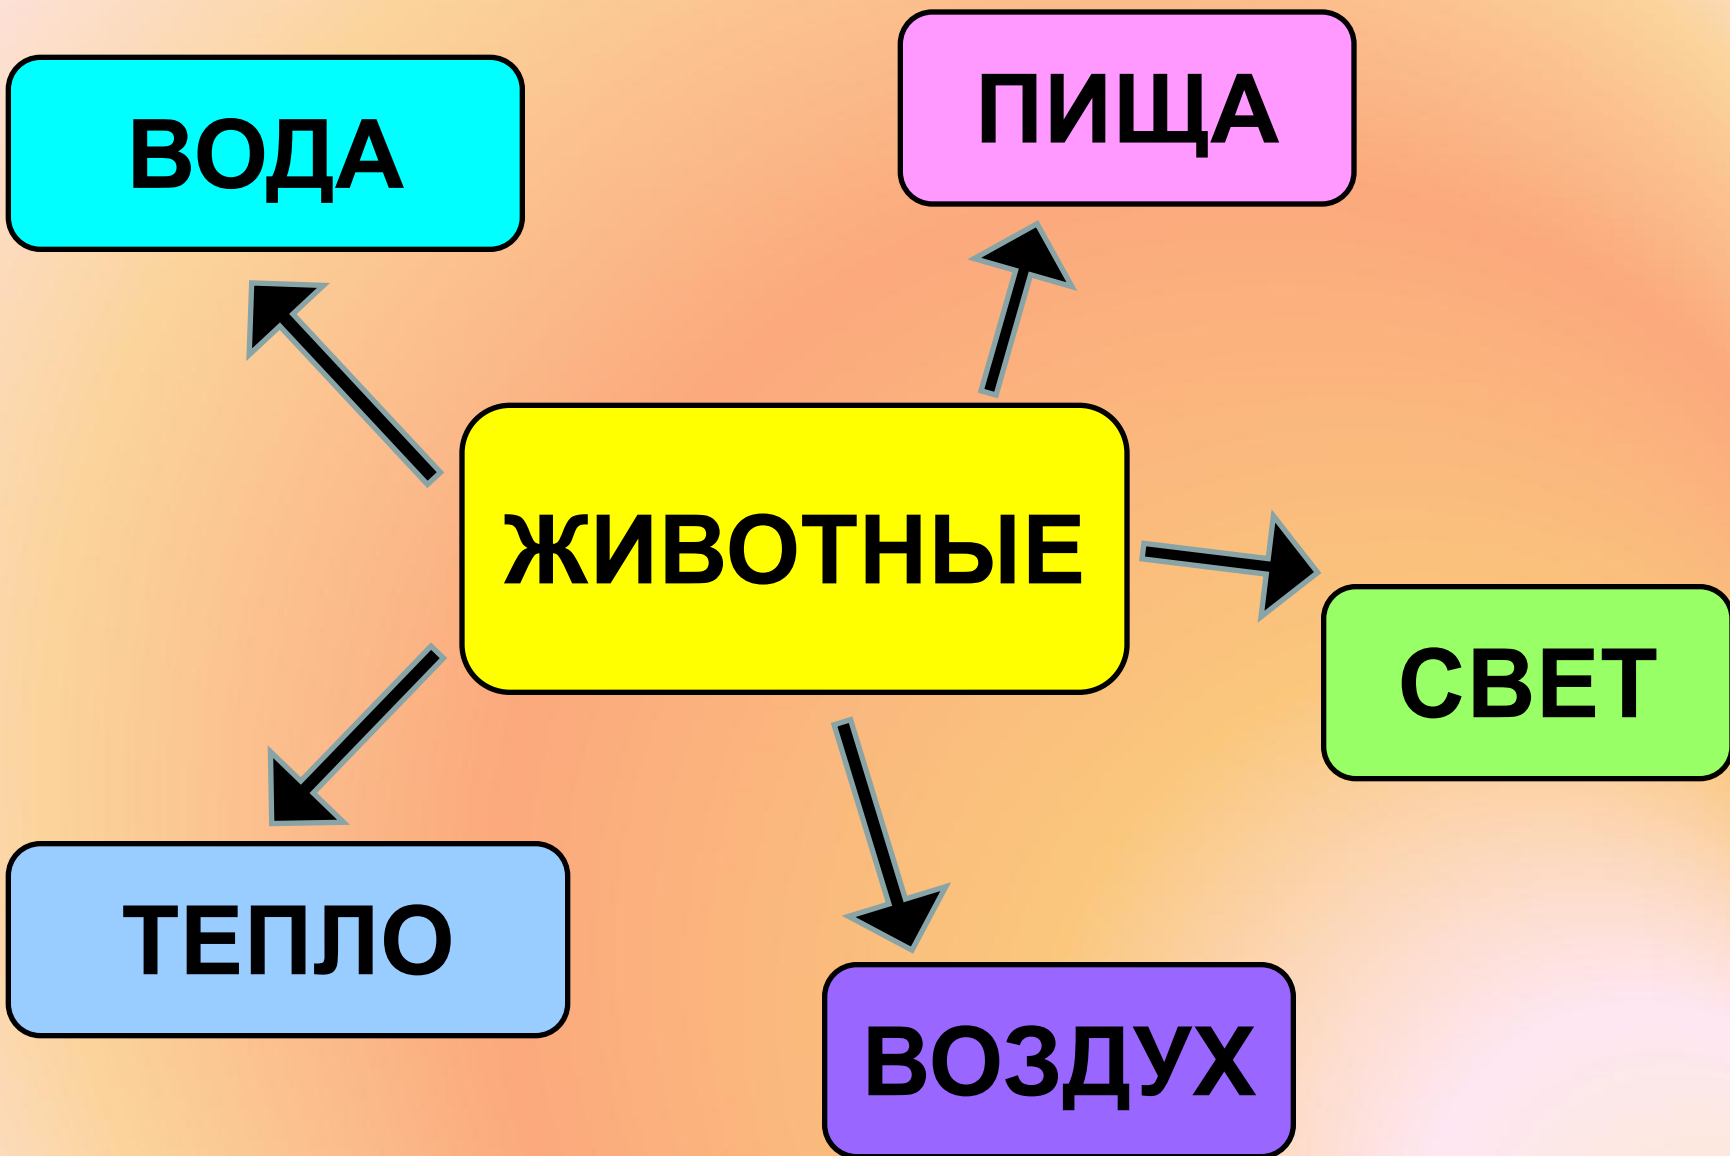 ПИЩА
ВОДА
ЖИВОТНЫЕ
СВЕТ
ТЕПЛО
ВОЗДУХ